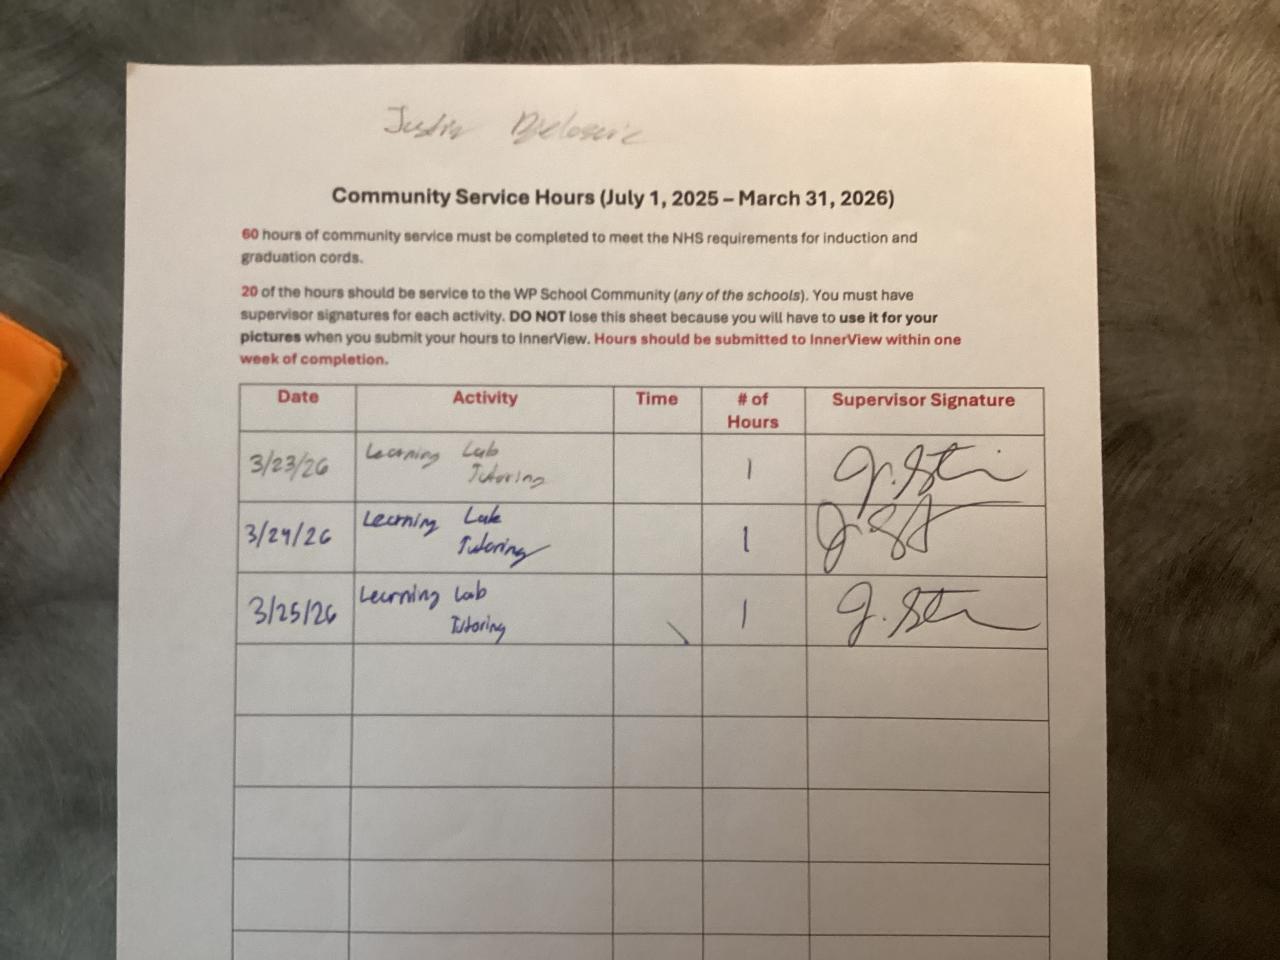 Justin
Community Service Hours (July 1, 2025 – March 31, 2026)
60 hours of community service must be completed to meet the NHS requirements for induction and
graduation cords.
20 of the hours should be service to the WP School Community (any of the schools). You must have
supervisor signatures for each activity. DO NOT lose this sheet because you will have to use it for your
pictures when you submit your hours to InnerView. Hours should be submitted to InnerView within one
week of completion.
Date Activity Time # of Hours Supervisor Signature
3/23/26 Learning Lab Tutoring 1
3/24/26 Learning Lab Tutoring 1
3/25/26 Learning Lab Tutoring 1